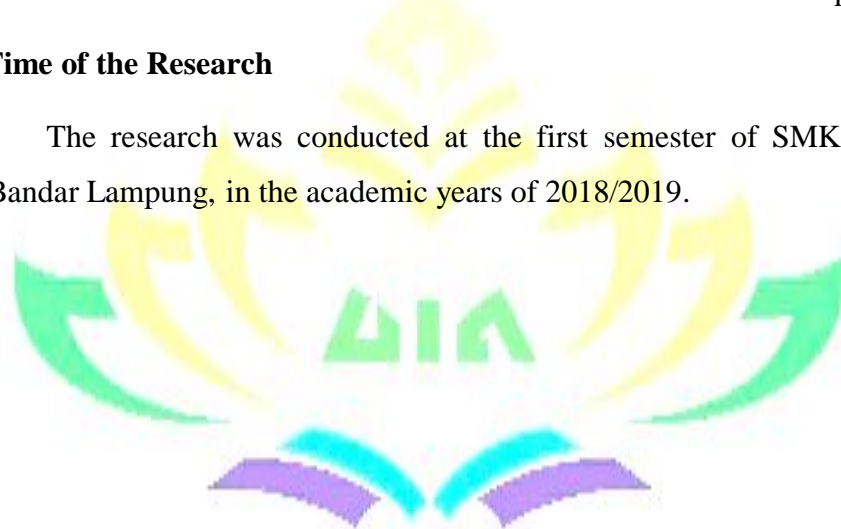 Time of the Research
The research was conducted at the first semester of SMK
Bandar Lampung, in the academic years of 2018/2019.
UIN